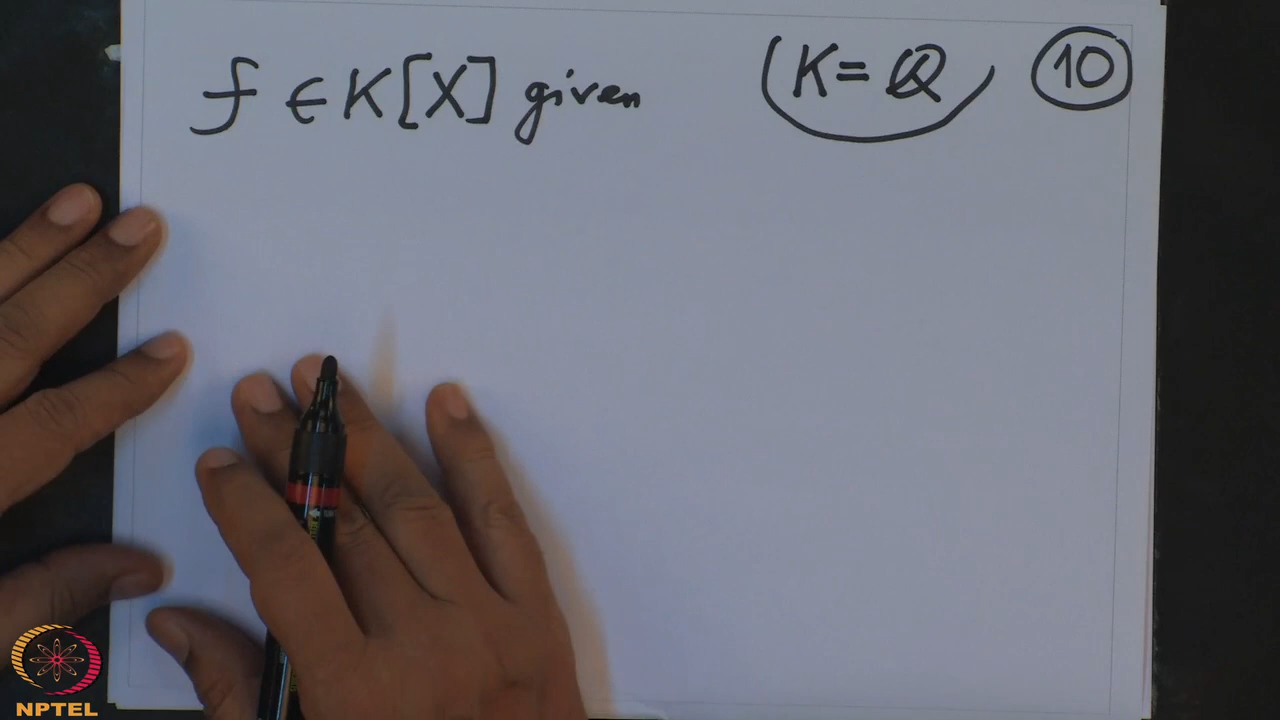 f ∈ K[X] given (K = Q) 10
NPTEL